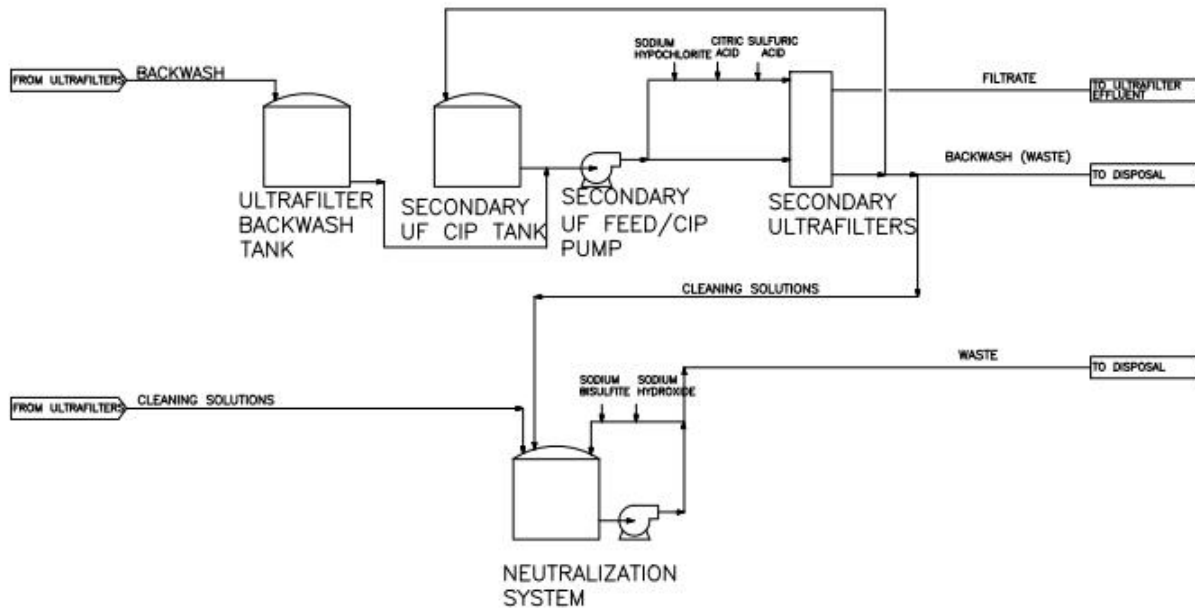 SODIUM
HYPOCHLORITE
CITRIC
ACID
SULFURIC
ACID
FROM ULTRAFILTERS
BACKWASH
FILTRATE
TO ULTRAFILTER
EFFLUENT
BACKWASH (WASTE)
TO DISPOSAL
ULTRAFILTER
BACKWASH
TANK
SECONDARY
UF CIP TANK
SECONDARY
UF FEED/CIP
PUMP
SECONDARY
ULTRAFILTERS
CLEANING SOLUTIONS
WASTE
TO DISPOSAL
SODIUM
BISULFITE
SODIUM
HYDROXIDE
FROM ULTRAFILTERS
CLEANING SOLUTIONS
NEUTRALIZATION
SYSTEM